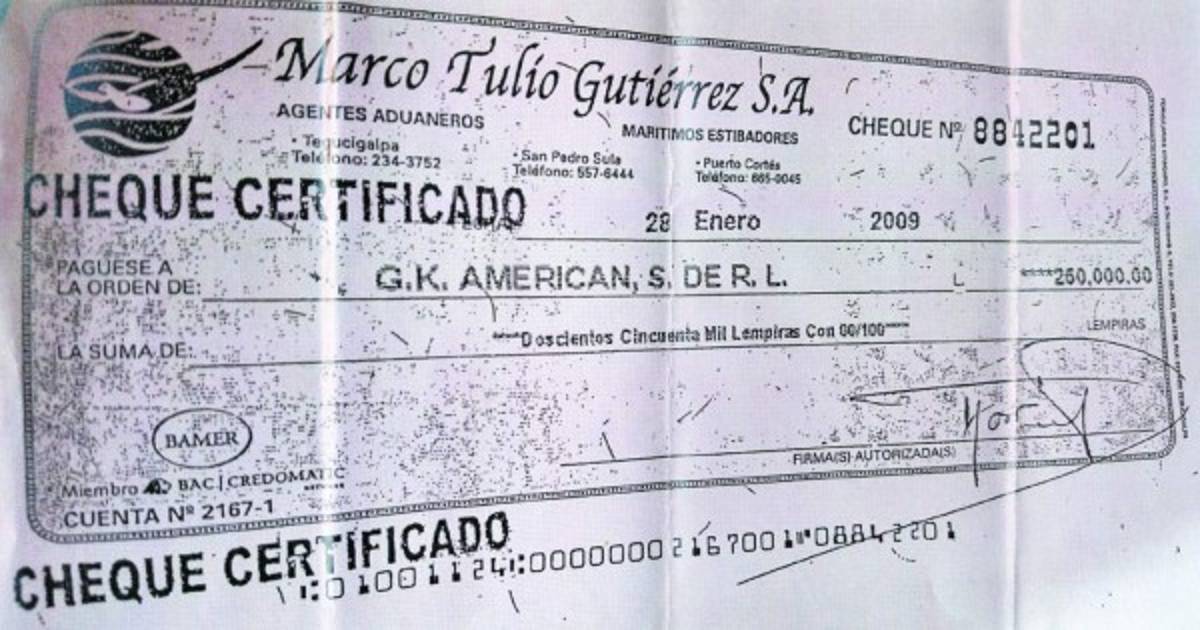 Marco Tulio Gutiérrez S.A.
AGENTES ADUANEROS
MARITIMOS ESTIBADORES
CHEQUE Nº 8842201
• Tegucigalpa
Teléfono: 234-3752
• San Pedro Sula
Teléfono: 557-6444
• Puerto Cortés
Teléfono: 665-0045
CHEQUE CERTIFICADO
28 Enero 2009
PAGUESE A
LA ORDEN DE:
G.K. AMERICAN, S. DE R. L. L ****250,000.00
LA SUMA DE: Doscientos Cincuenta Mil Lempiras Con 00/100
LEMPIRAS
BAMER
Miembro BAC | CREDOMATIC
CUENTA Nº 2167-1
FIRMA(S) AUTORIZADA(S)
CHEQUE CERTIFICADO
⑆01001124⑆00000002167001⑈08842201